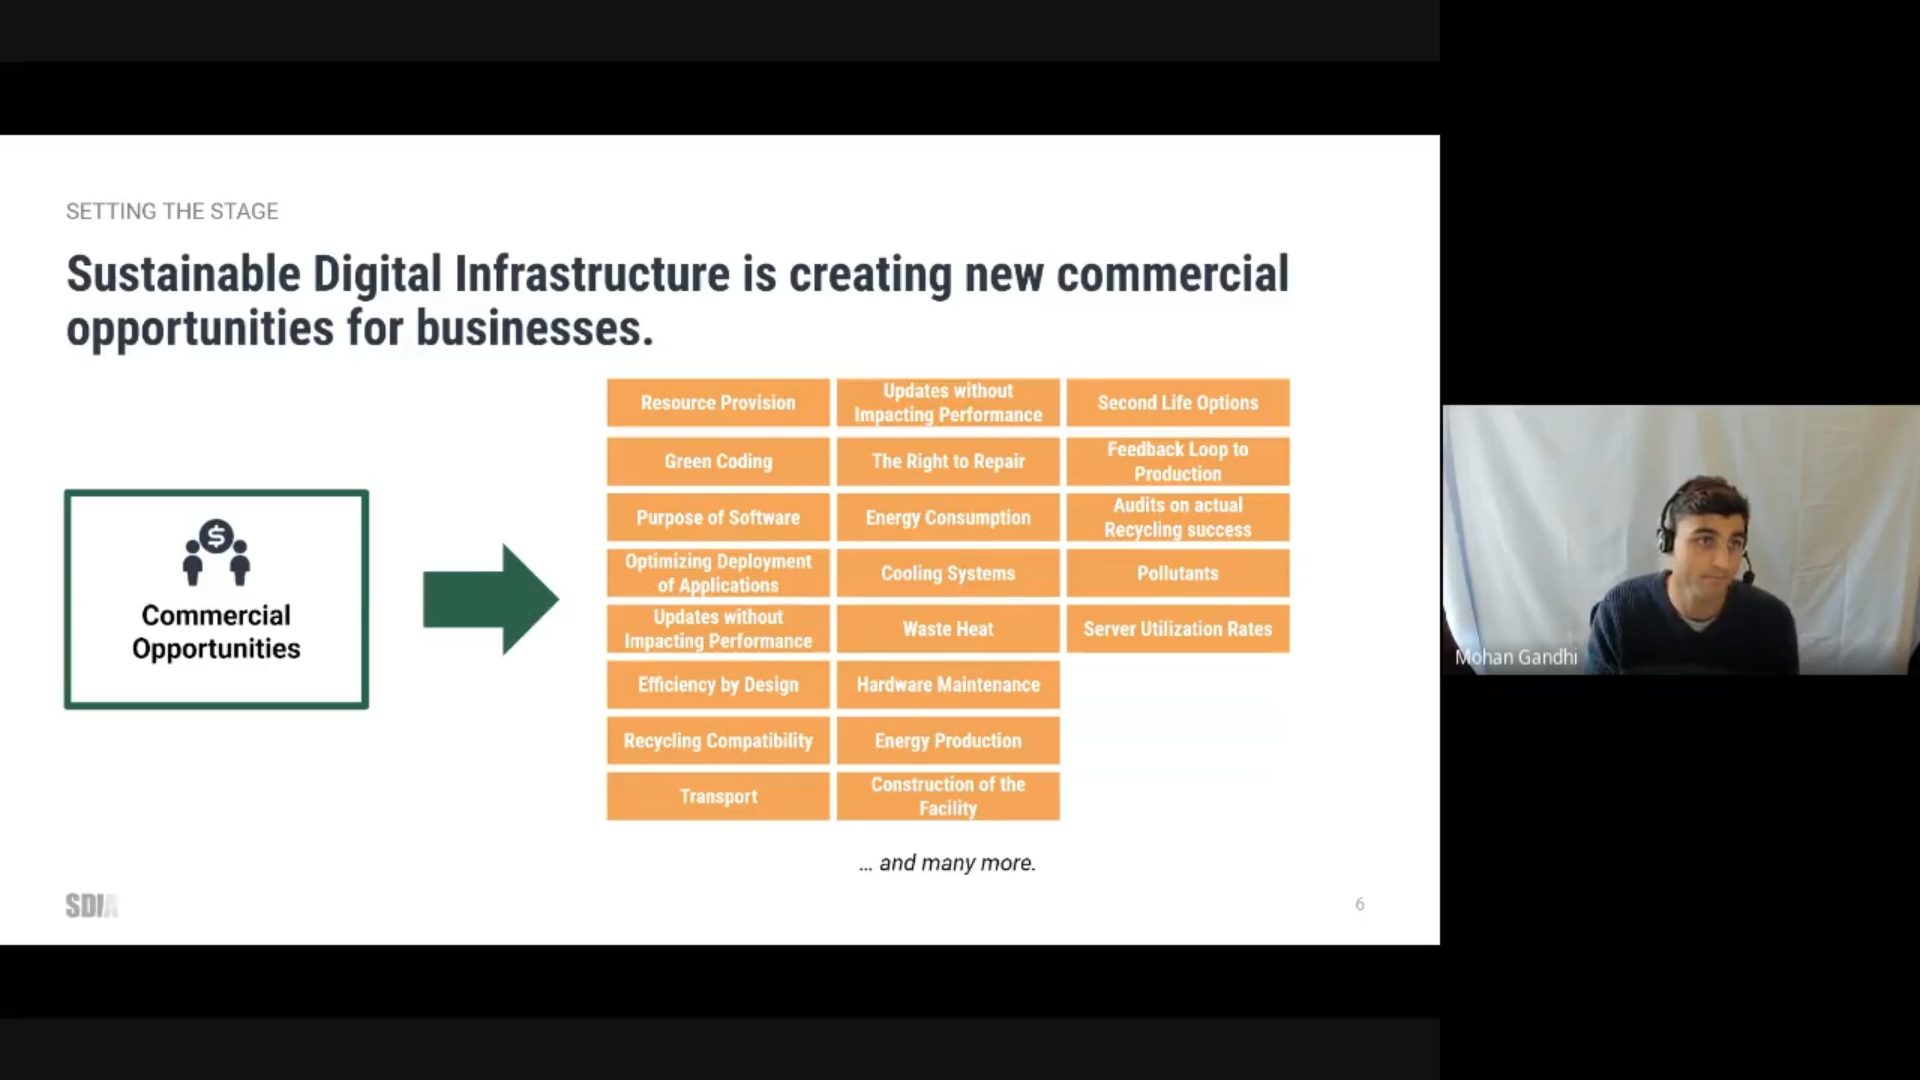 SETTING THE STAGE
Sustainable Digital Infrastructure is creating new commercial
opportunities for businesses.
Commercial
Opportunities
Resource Provision
Green Coding
Purpose of Software
Optimizing Deployment
of Applications
Updates without
Impacting Performance
Efficiency by Design
Recycling Compatibility
Transport
Updates without
Impacting Performance
The Right to Repair
Energy Consumption
Cooling Systems
Waste Heat
Hardware Maintenance
Energy Production
Construction of the
Facility
Second Life Options
Feedback Loop to
Production
Audits on actual
Recycling success
Pollutants
Server Utilization Rates
... and many more.
SDIA
6
Mohan Gandhi